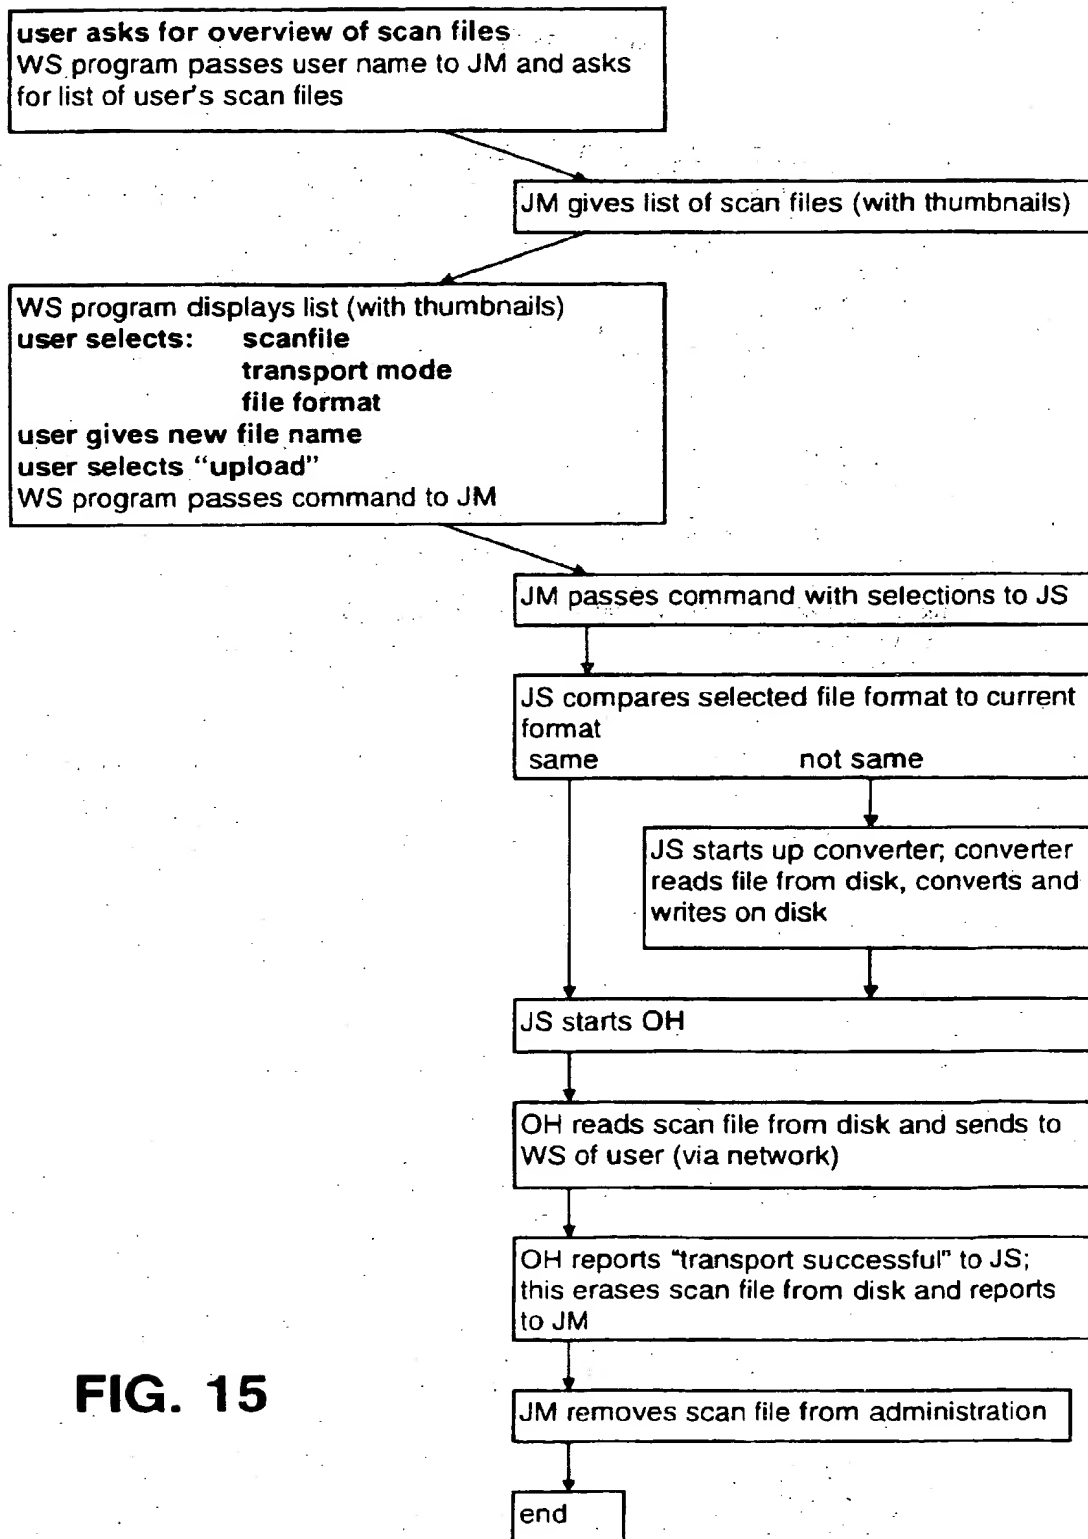 user asks for overview of scan files
WS program passes user name to JM and asks
for list of user's scan files
JM gives list of scan files (with thumbnails)
WS program displays list (with thumbnails)
user selects: scanfile
transport mode
file format
user gives new file name
user selects “upload”
WS program passes command to JM
JM passes command with selections to JS
JS compares selected file format to current
format
same not same
JS starts up converter; converter
reads file from disk, converts and
writes on disk
JS starts OH
OH reads scan file from disk and sends to
WS of user (via network)
OH reports "transport successful" to JS;
this erases scan file from disk and reports
to JM
JM removes scan file from administration
end
FIG. 15